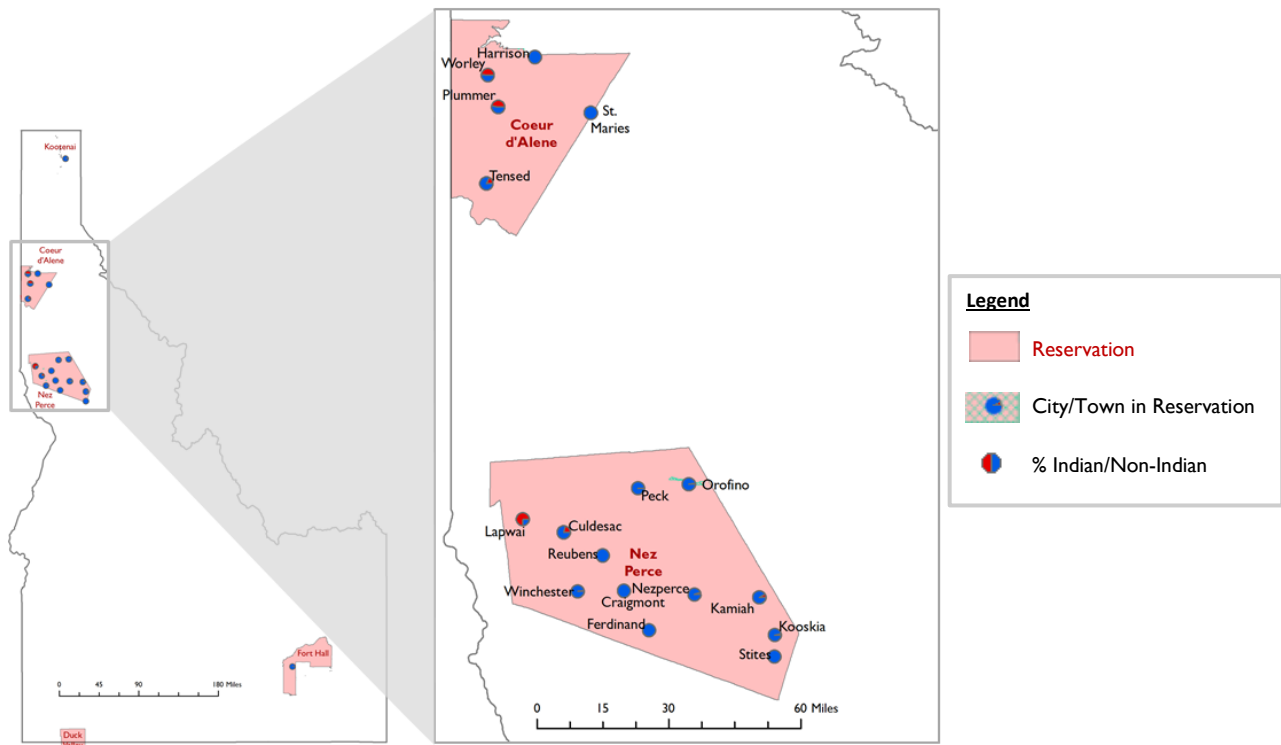 Kootenai
Coeur
d'Alene
Nez
Perce
Fort Hall
Duck
0 45 90 180 Miles
Harrison
Worley
Plummer
St.
Maries
Coeur
d'Alene
Tensed
Orofino
Peck
Lapwai
Culdesac
Reubens
Nez
Perce
Winchester
Nezperce
Craigmont
Kamiah
Ferdinand
Kooskia
Stites
0 15 30 60 Miles
Legend
Reservation
City/Town in Reservation
% Indian/Non-Indian